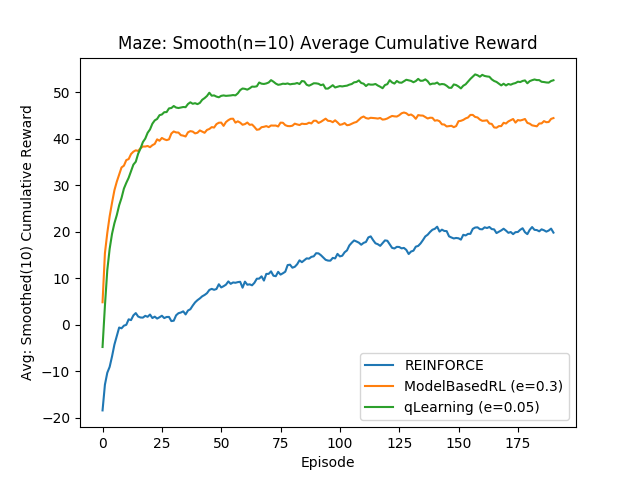 Maze: Smooth(n=10) Average Cumulative Reward
Avg: Smoothed(10) Cumulative Reward
50
40
30
20
10
0
−10
−20
REINFORCE
ModelBasedRL (e=0.3)
qLearning (e=0.05)
0 25 50 75 100 125 150 175
Episode